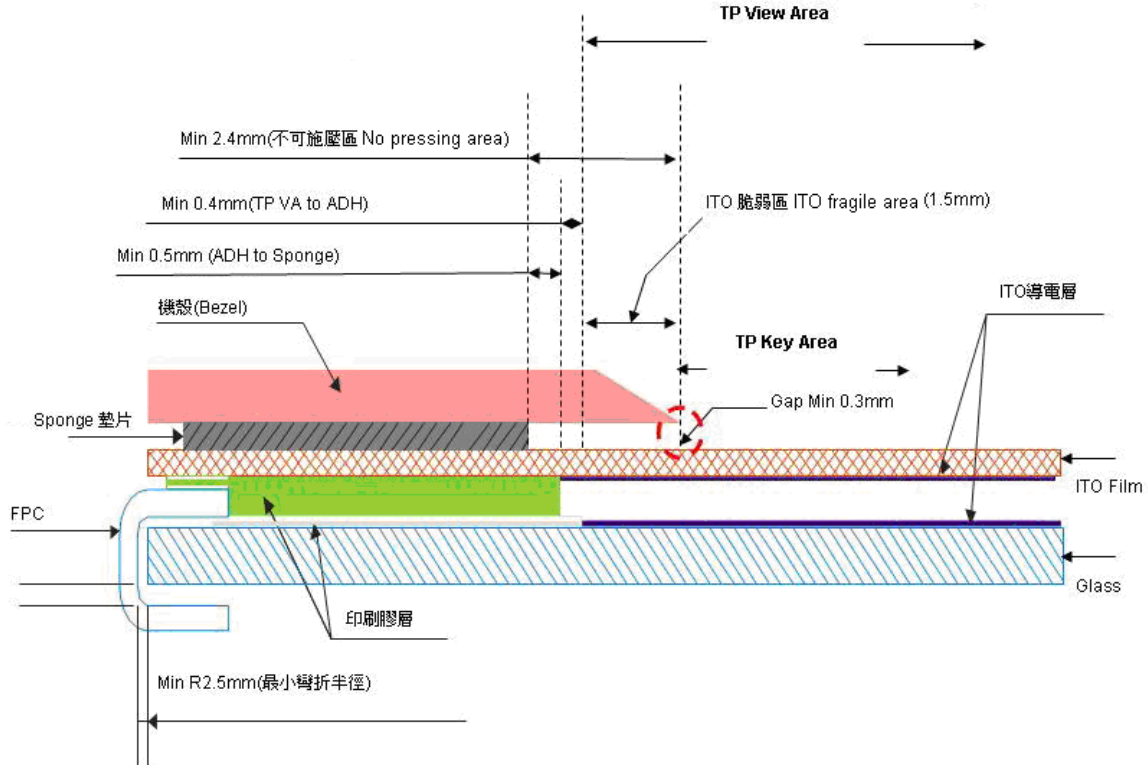 TP View Area
Min 2.4mm(不可施壓區 No pressing area)
Min 0.4mm(TP VA to ADH)
ITO 脆弱區 ITO fragile area (1.5mm)
Min 0.5mm (ADH to Sponge)
ITO導電層
機殼(Bezel)
TP Key Area
Gap Min 0.3mm
Sponge 墊片
ITO Film
FPC
Glass
印刷膠層
Min R2.5mm(最小彎折半徑)